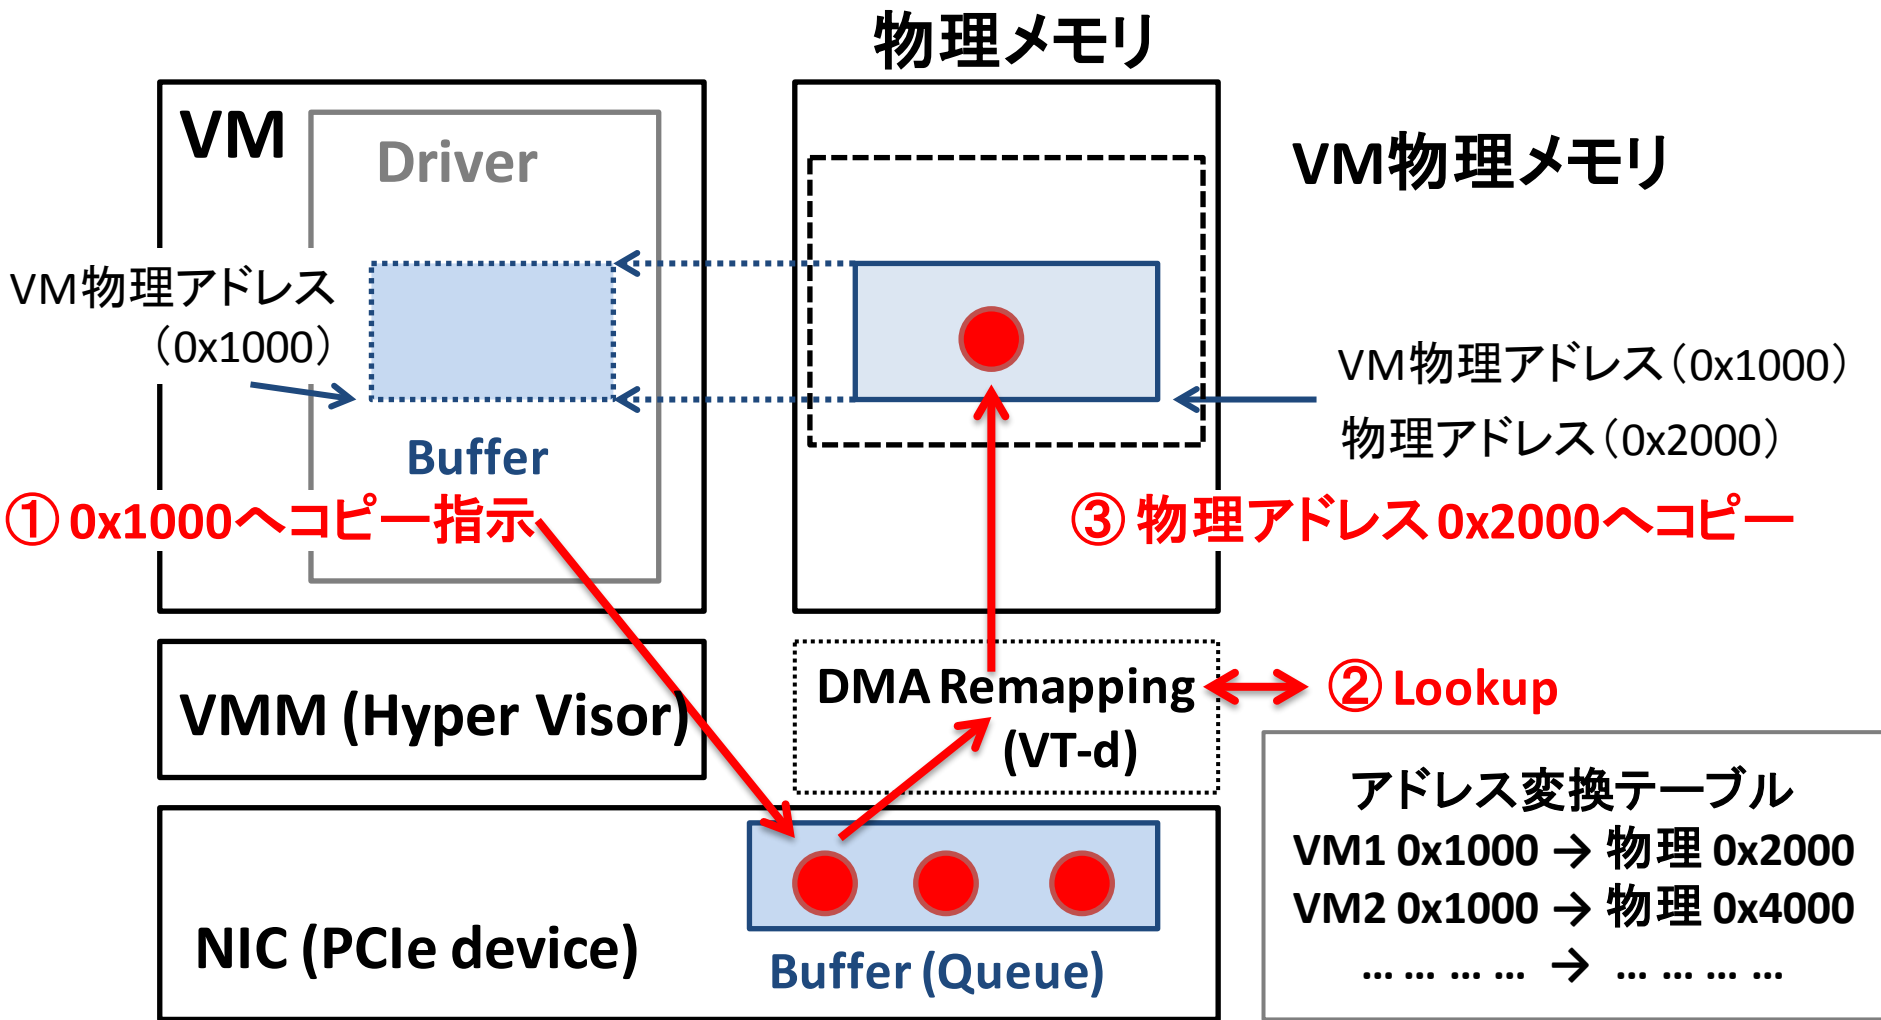 物理メモリ
VM
Driver
VM物理メモリ
VM物理アドレス
（0x1000）
VM物理アドレス（0x1000）
物理アドレス（0x2000）
Buffer
① 0x1000へコピー指示
③ 物理アドレス 0x2000へコピー
VMM (Hyper Visor)
DMA Remapping
(VT-d)
② Lookup
アドレス変換テーブル
VM1 0x1000 → 物理 0x2000
VM2 0x1000 → 物理 0x4000
... ... ... ... → ... ... ... ...
NIC (PCIe device)
Buffer (Queue)